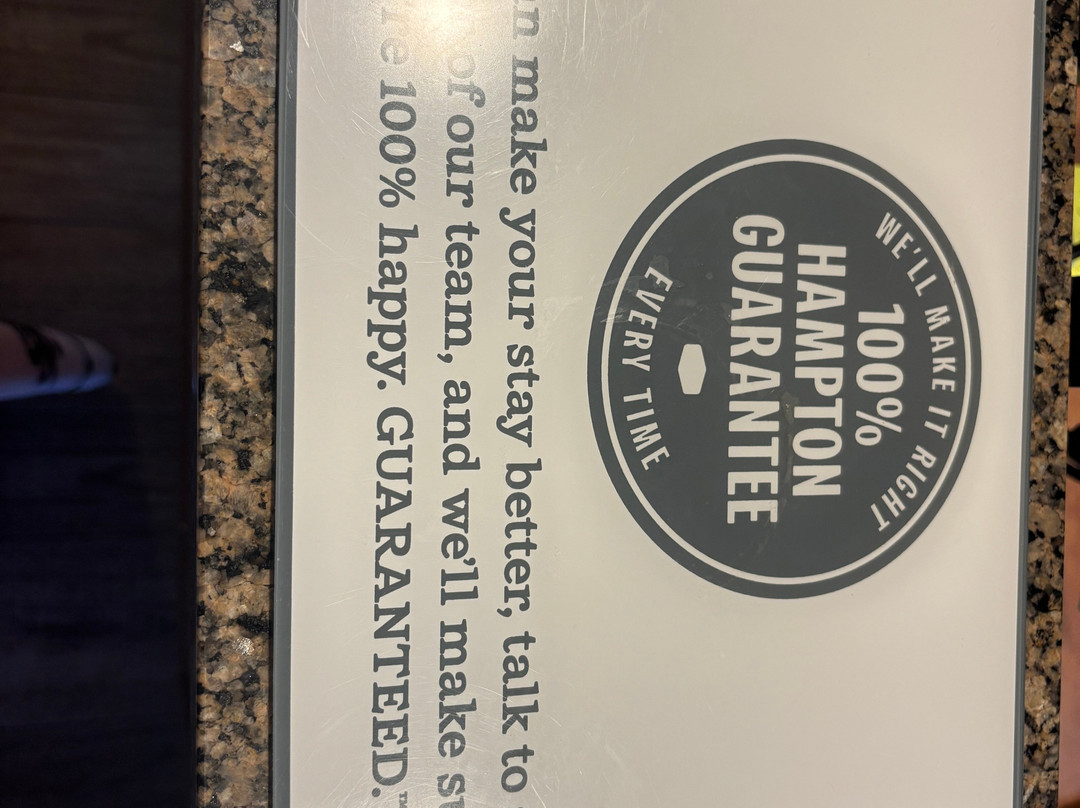 WE'LL MAKE IT RIGHT
100%
HAMPTON
GUARANTEE
EVERY TIME
make your stay better, talk to
of our team, and we'll make
100% happy. GUARANTEED.™